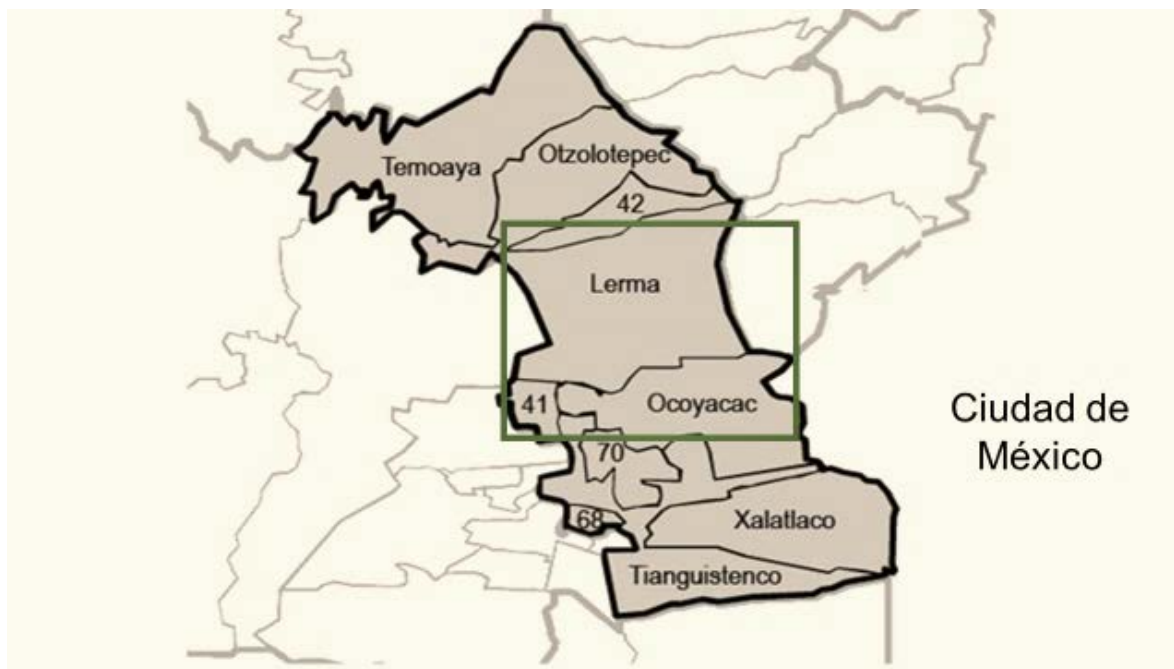 Otzolotepec
Temoaya
42
Lerma
41
Ocoyacac
Ciudad de
México
70
68
Xalatlaco
Tianguistenco